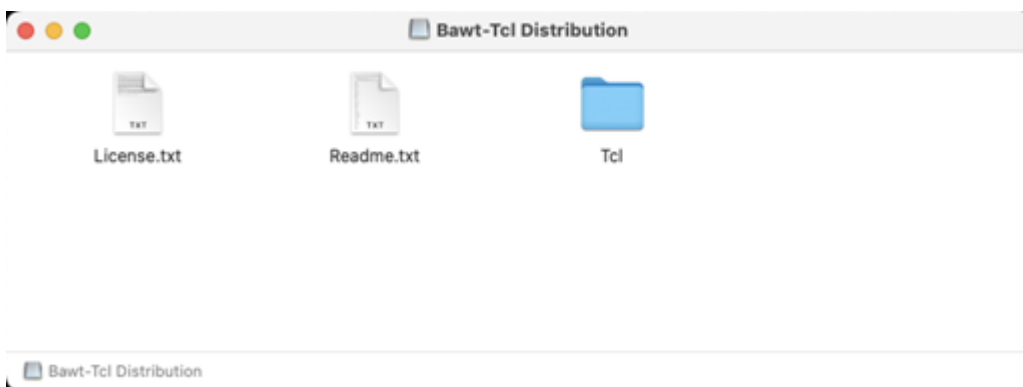 Bawt-Tcl Distribution
TXT
TXT
License.txt
Readme.txt
Tcl
Bawt-Tcl Distribution